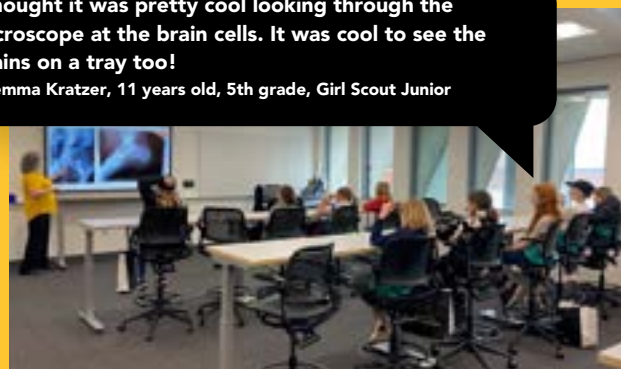 hought it was pretty cool looking through the
croscope at the brain cells. It was cool to see the
ins on a tray too!
emma Kratzer, 11 years old, 5th grade, Girl Scout Junior